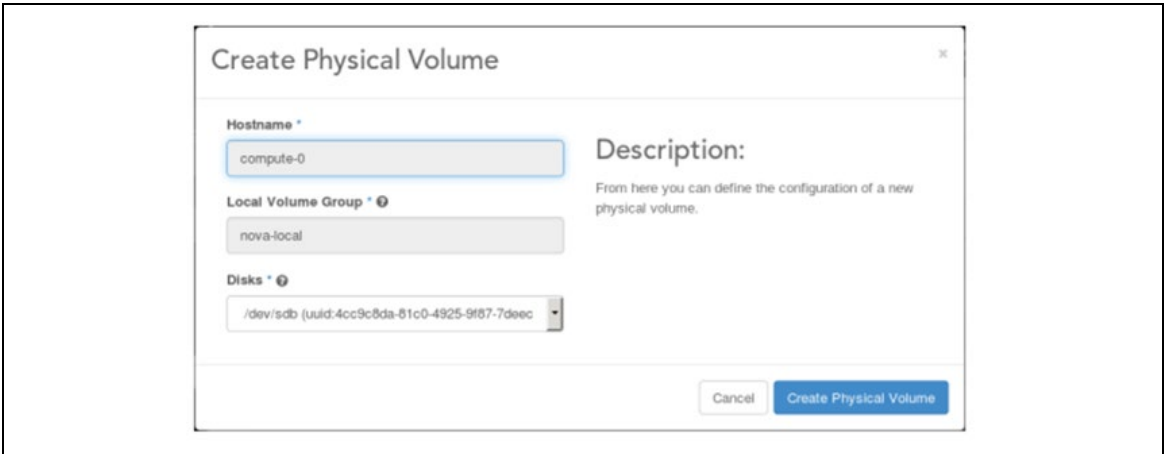 Create Physical Volume
×
Hostname *
compute-0
Local Volume Group *
nova-local
Disks *
/dev/sdb (uuid:4cc9c8da-81c0-4925-9f87-7deec
Description:
From here you can define the configuration of a new
physical volume.
Cancel
Create Physical Volume